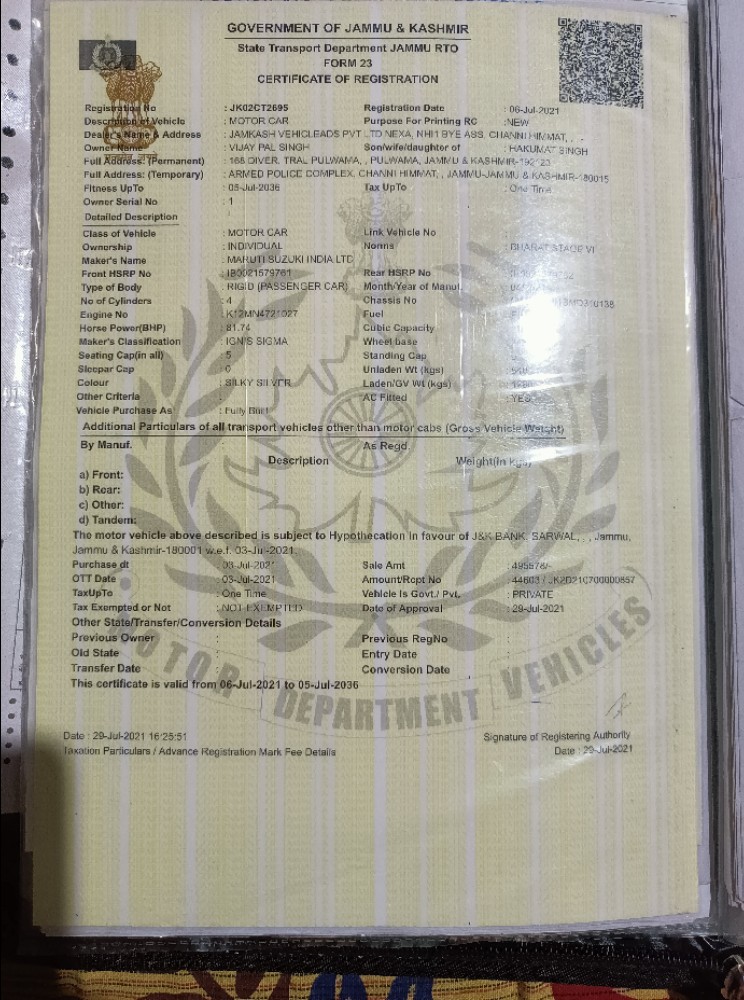 GOVERNMENT OF JAMMU & KASHMIR
State Transport Department JAMMU RTO
FORM 23
CERTIFICATE OF REGISTRATION
Registration No : JK02CT2695 Registration Date : 06-Jul-2021
Description of Vehicle : MOTOR CAR Purpose For Printing RC :NEW
Dealer's Name & Address : JAMKASH VEHICLEADS PVT LTD NEXA, NH11 BYE ASS, CHANNI HIMMAT, , -
Owner Name : VIJAY PAL SINGH Son/wife/daughter of : HAKUMAT SINGH
Full Address: (Permanent) : 168 DIVER, TRAL PULWAMA, , PULWAMA, JAMMU & KASHMIR-192123
Full Address: (Temporary) : ARMED POLICE COMPLEX, CHANNI HIMMAT, , JAMMU-JAMMU & KASHMIR-180015
Fitness UpTo : 05-Jul-2036 Tax UpTo : One Time
Owner Serial No : 1
Detailed Description
Class of Vehicle : MOTOR CAR Link Vehicle No :
Ownership : INDIVIDUAL Norms : BHARAT STAGE VI
Maker's Name : MARUTI SUZUKI INDIA LTD
Front HSRP No : Rear HSRP No
Type of Body : RIGID (PASSENGER CAR) Month/Year of Manuf.
No of Cylinders : 4 Chassis No
Engine No : K12MN4721027 Fuel
Horse Power(BHP) : 81.74 Cubic Capacity
Maker's Classification : IGNIS SIGMA Wheel base
Seating Cap(in all) : 5 Standing Cap
Sleeper Cap : 0 Unladen Wt (kgs)
Colour : SILKY SILVER Laden/GV Wt (kgs)
Other Criteria : AC Fitted : YES
Vehicle Purchase As : Fully Built
Additional Particulars of all transport vehicles other than motor cabs (Gross Vehicle Weight)
By Manuf. As Regd.
Description Weight(in kgs)
a) Front:
b) Rear:
c) Other:
d) Tandem:
The motor vehicle above described is subject to Hypothecation in favour of J&K BANK, SARWAL, , , Jammu,
Jammu & Kashmir-180001 w.e.f. 03-Jul-2021.
Purchase dt : 03-Jul-2021 Sale Amt : 495578/-
OTT Date : 03-Jul-2021 Amount/Rcpt No : 44603 / JK2D210700000857
TaxUpTo : One Time Vehicle Is Govt./ Pvt. : PRIVATE
Tax Exempted or Not : NOT EXEMPTED Date of Approval : 29-Jul-2021
Other State/Transfer/Conversion Details
Previous Owner : Previous RegNo :
Old State : Entry Date :
Transfer Date : Conversion Date :
This certificate is valid from 06-Jul-2021 to 05-Jul-2036
MOTOR VEHICLES DEPARTMENT
Date : 29-Jul-2021 16:25:51 Signature of Registering Authority
Taxation Particulars / Advance Registration Mark Fee Details Date : 29-Jul-2021